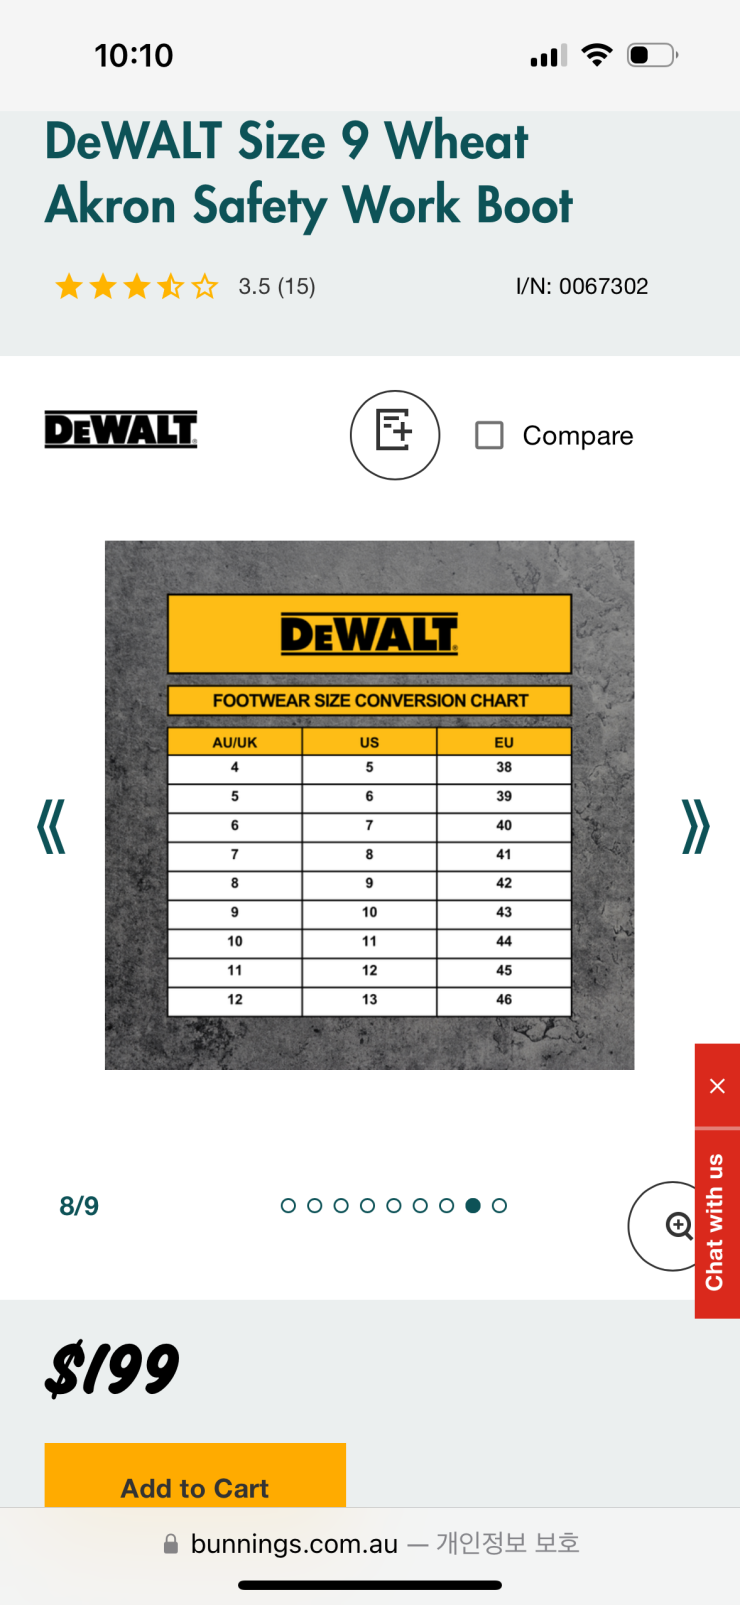 10:10
DeWALT Size 9 Wheat
Akron Safety Work Boot
3.5 (15)
I/N: 0067302
DEWALT
Compare
DEWALT
FOOTWEAR SIZE CONVERSION CHART
AU/UK US EU
4 5 38
5 6 39
6 7 40
7 8 41
8 9 42
9 10 43
10 11 44
11 12 45
12 13 46
Chat with us
8/9
$199
Add to Cart
bunnings.com.au — 개인정보 보호